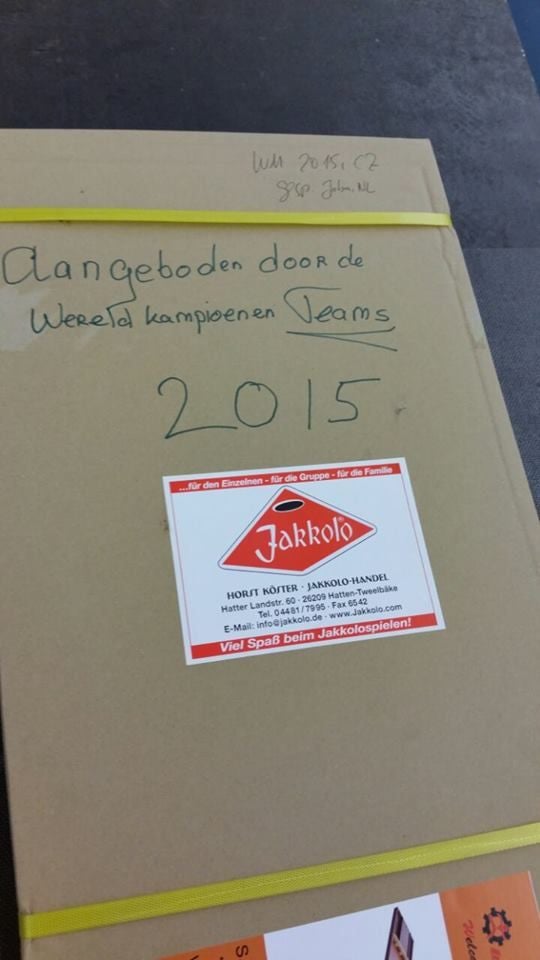 WM 2015, CZ
Aangeboden door de
Wereld kampioenen Teams
2015
...für den Einzelnen - für die Gruppe - für die Familie
Jakkolo®
HORST KÖSTER · JAKKOLO-HANDEL
Hatter Landstr. 60 · 26209 Hatten-Tweelbäke
Tel. 04481/7995 · Fax 6542
E-Mail: info@jakkolo.de · www.Jakkolo.com
Viel Spaß beim Jakkolospielen!